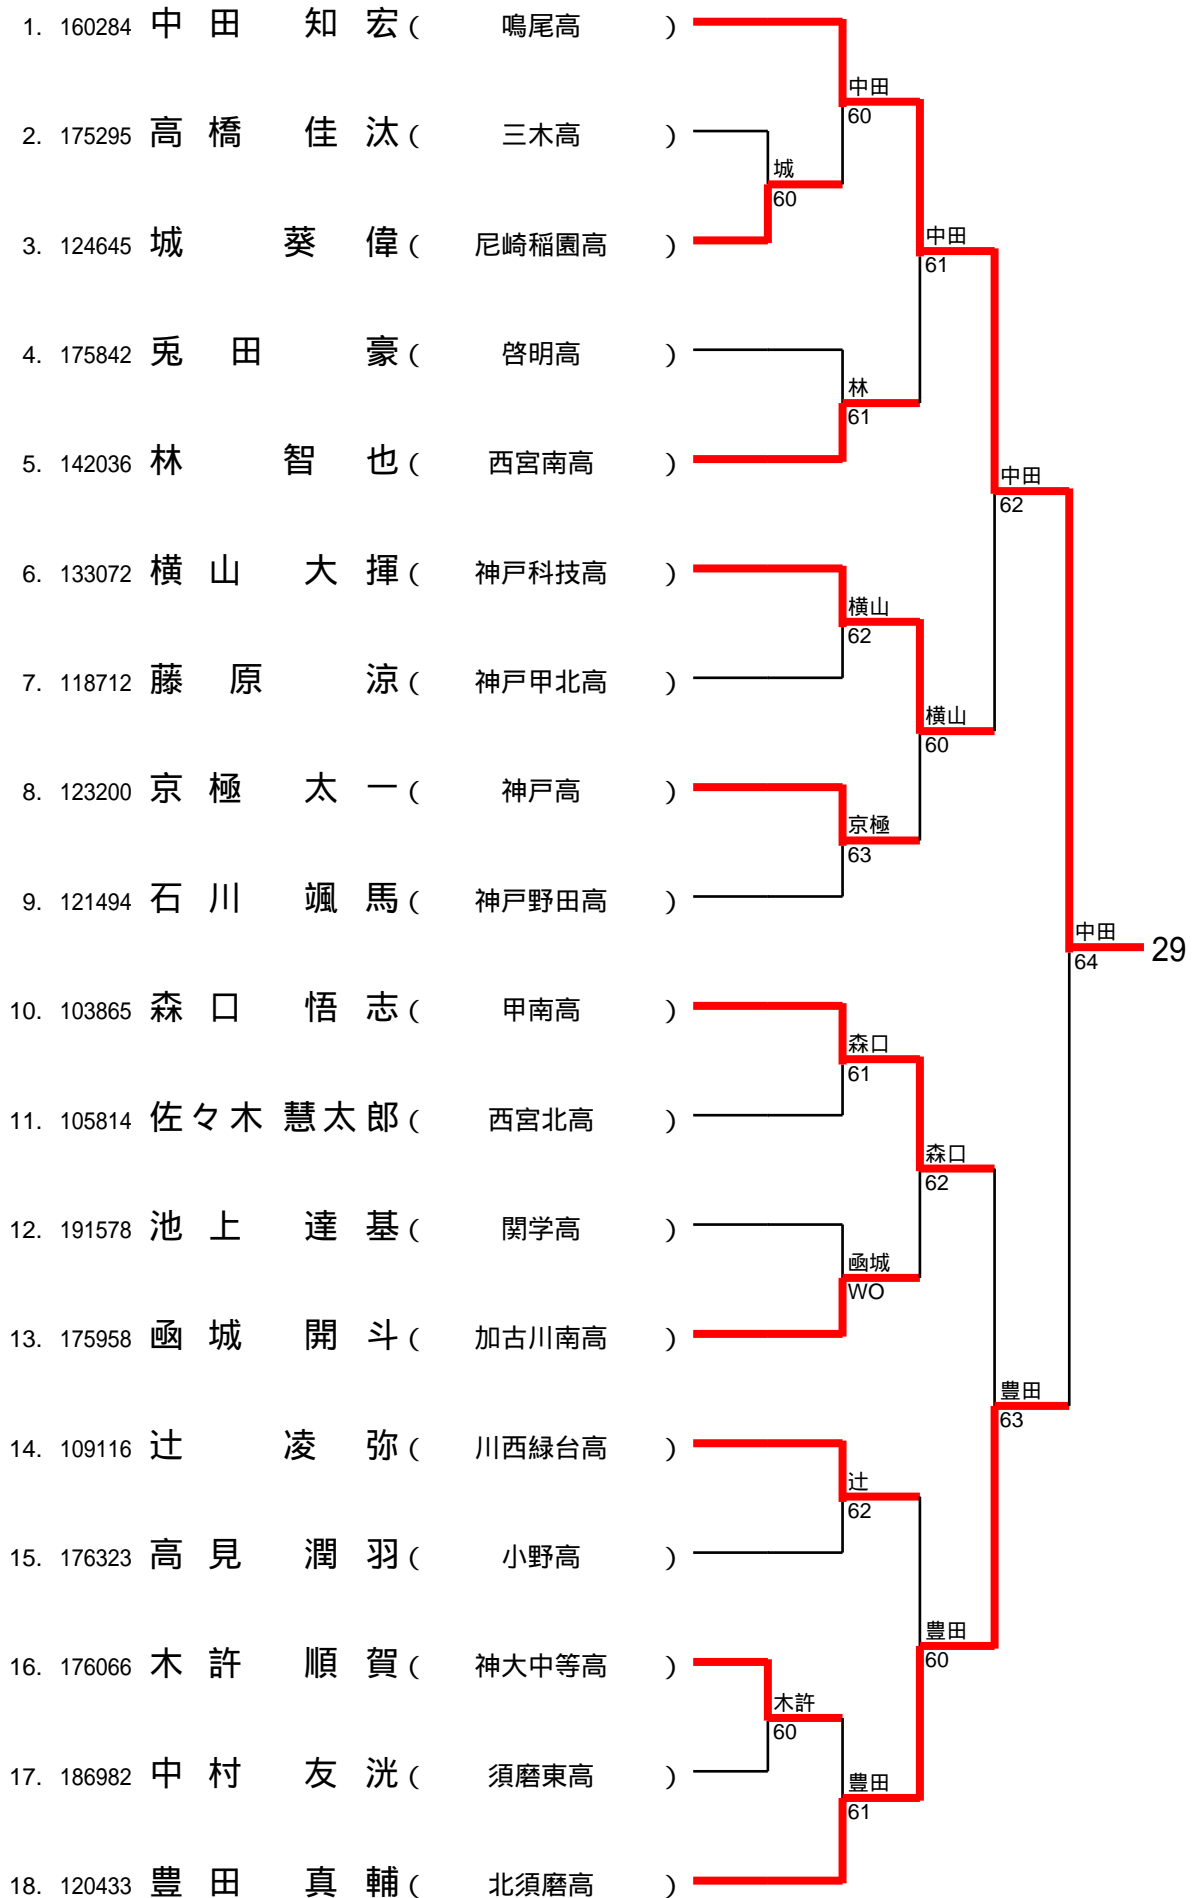 1. 160284 中田 知宏 ( 鳴尾高 )
中田
60
2. 175295 高橋 佳汰 ( 三木高 )
城
60
3. 124645 城 葵偉 ( 尼崎稲園高 )
中田
61
4. 175842 兎田 豪 ( 啓明高 )
林
61
5. 142036 林 智也 ( 西宮南高 )
中田
62
6. 133072 横山 大揮 ( 神戸科技高 )
横山
62
7. 118712 藤原 涼 ( 神戸甲北高 )
横山
60
8. 123200 京極 太一 ( 神戸高 )
京極
63
9. 121494 石川 颯馬 ( 神戸野田高 )
中田
64
29
10. 103865 森口 悟志 ( 甲南高 )
森口
61
11. 105814 佐々木 慧太郎 ( 西宮北高 )
森口
62
12. 191578 池上 達基 ( 関学高 )
凾城
WO
13. 175958 凾城 開斗 ( 加古川南高 )
豊田
63
14. 109116 辻 凌弥 ( 川西緑台高 )
辻
62
15. 176323 高見 潤羽 ( 小野高 )
豊田
60
16. 176066 木許 順賀 ( 神大中等高 )
木許
60
17. 186982 中村 友洸 ( 須磨東高 )
豊田
61
18. 120433 豊田 真輔 ( 北須磨高 )